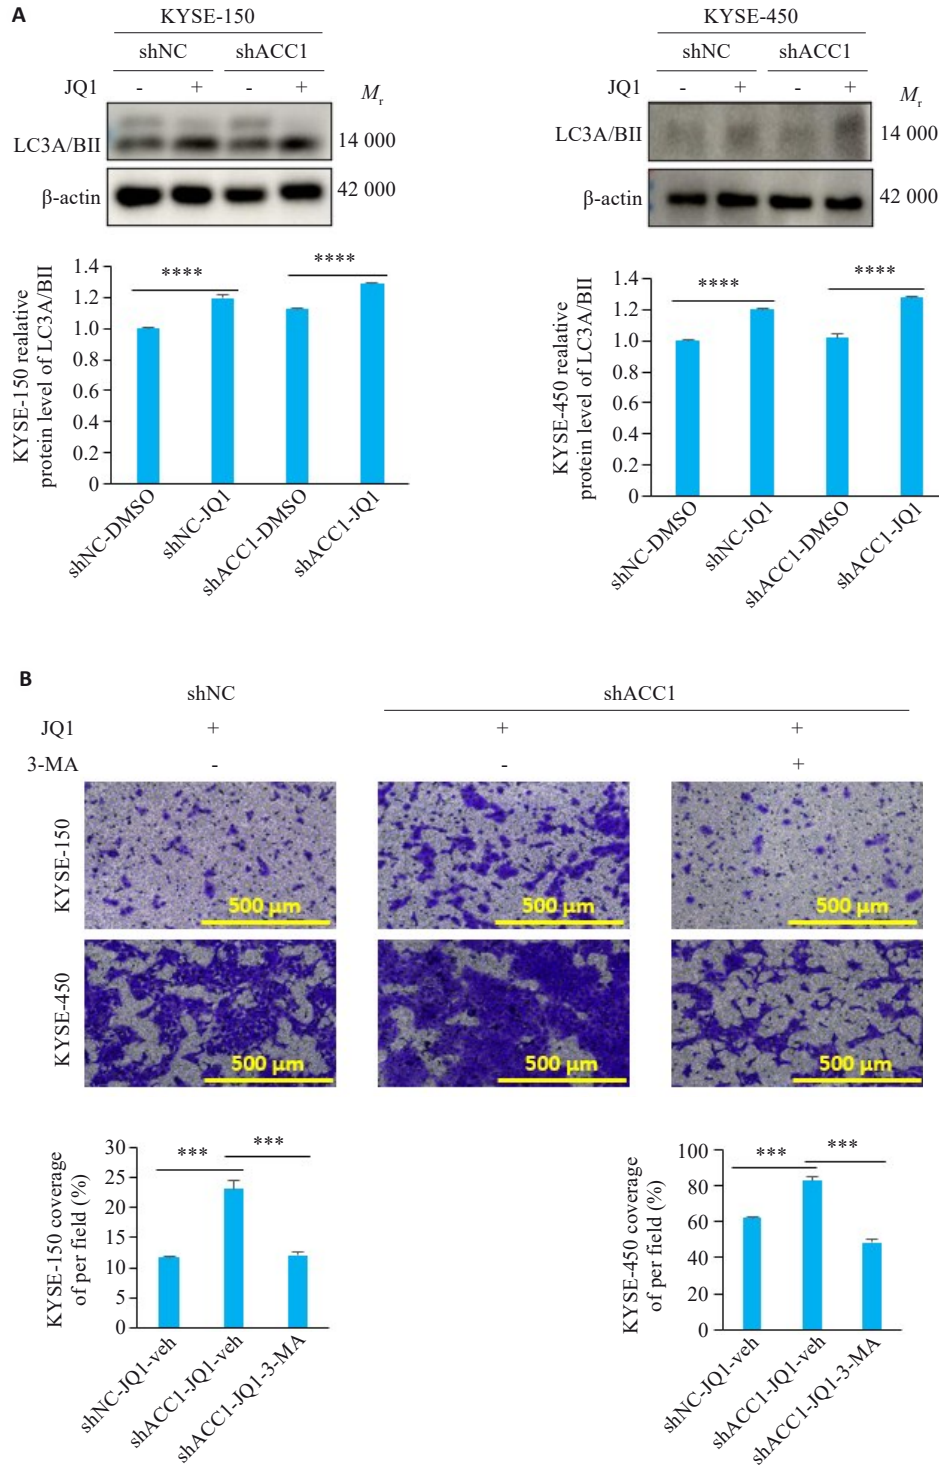 A
KYSE-150
shNC shACC1
JQ1 - + - + Mr
LC3A/BII 14 000
β-actin 42 000
KYSE-450
shNC shACC1
JQ1 - + - + Mr
LC3A/BII 14 000
β-actin 42 000
KYSE-150 realative
protein level of LC3A/BII
1.4
1.2
1.0
0.8
0.6
0.4
0.2
0
**** ****
shNC-DMSO
shNC-JQ1
shACC1-DMSO
shACC1-JQ1
KYSE-450 realative
protein level of LC3A/BII
1.4
1.2
1.0
0.8
0.6
0.4
0.2
0
**** ****
shNC-DMSO
shNC-JQ1
shACC1-DMSO
shACC1-JQ1
B
shNC shACC1
JQ1 + + +
3-MA - - +
KYSE-150
500 μm 500 μm 500 μm
KYSE-450
500 μm 500 μm 500 μm
KYSE-150 coverage
of per field (%)
30
25
20
15
10
5
0
*** ***
shNC-JQ1-veh
shACC1-JQ1-veh
shACC1-JQ1-3-MA
KYSE-450 coverage
of per field (%)
100
80
60
40
20
0
*** ***
shNC-JQ1-veh
shACC1-JQ1-veh
shACC1-JQ1-3-MA